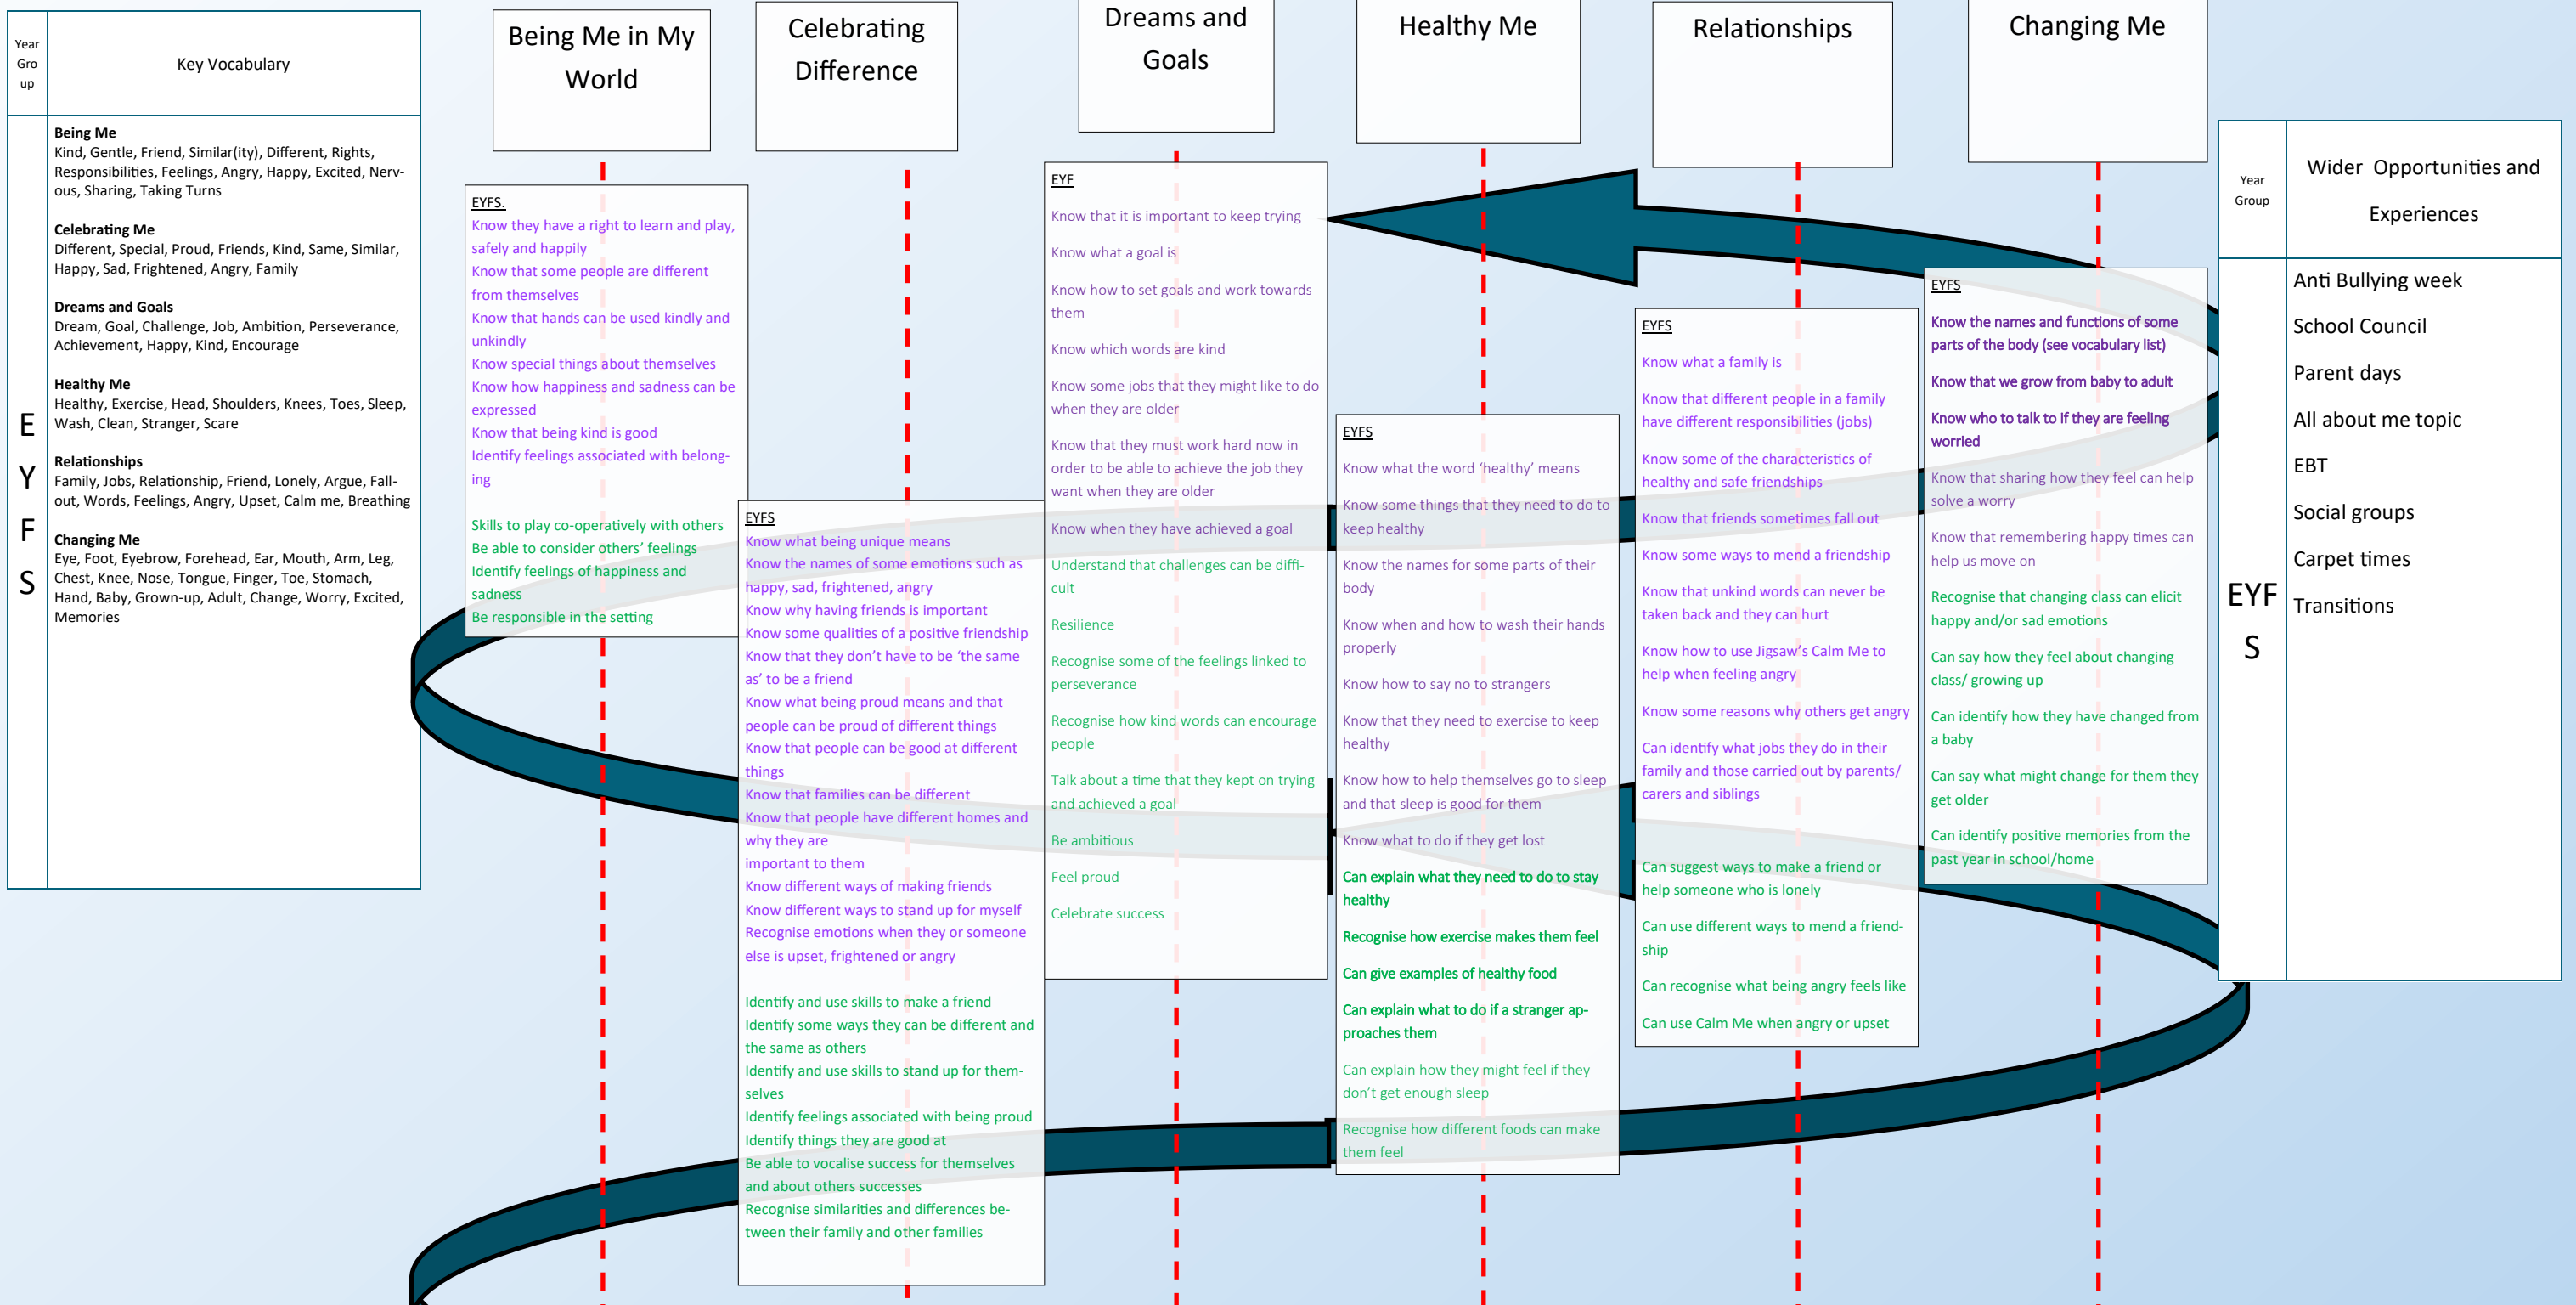 Year
Gro
up
Key Vocabulary
E
Y
F
S
Being Me
Kind, Gentle, Friend, Similar(ity), Different, Rights,
Responsibilities, Feelings, Angry, Happy, Excited, Nerv-
ous, Sharing, Taking Turns
Celebrating Me
Different, Special, Proud, Friends, Kind, Same, Similar,
Happy, Sad, Frightened, Angry, Family
Dreams and Goals
Dream, Goal, Challenge, Job, Ambition, Perseverance,
Achievement, Happy, Kind, Encourage
Healthy Me
Healthy, Exercise, Head, Shoulders, Knees, Toes, Sleep,
Wash, Clean, Stranger, Scare
Relationships
Family, Jobs, Relationship, Friend, Lonely, Argue, Fall-
out, Words, Feelings, Angry, Upset, Calm me, Breathing
Changing Me
Eye, Foot, Eyebrow, Forehead, Ear, Mouth, Arm, Leg,
Chest, Knee, Nose, Tongue, Finger, Toe, Stomach,
Hand, Baby, Grown-up, Adult, Change, Worry, Excited,
Memories
Being Me in My
World
EYFS.
Know they have a right to learn and play,
safely and happily
Know that some people are different
from themselves
Know that hands can be used kindly and
unkindly
Know special things about themselves
Know how happiness and sadness can be
expressed
Know that being kind is good
Identify feelings associated with belong-
ing
Skills to play co-operatively with others
Be able to consider others’ feelings
Identify feelings of happiness and
sadness
Be responsible in the setting
Celebrating
Difference
EYFS
Know what being unique means
Know the names of some emotions such as
happy, sad, frightened, angry
Know why having friends is important
Know some qualities of a positive friendship
Know that they don’t have to be ‘the same
as’ to be a friend
Know what being proud means and that
people can be proud of different things
Know that people can be good at different
things
Know that families can be different
Know that people have different homes and
why they are
important to them
Know different ways of making friends
Know different ways to stand up for myself
Recognise emotions when they or someone
else is upset, frightened or angry
Identify and use skills to make a friend
Identify some ways they can be different and
the same as others
Identify and use skills to stand up for them-
selves
Identify feelings associated with being proud
Identify things they are good at
Be able to vocalise success for themselves
and about others successes
Recognise similarities and differences be-
tween their family and other families
Dreams and
Goals
EYF
Know that it is important to keep trying
Know what a goal is
Know how to set goals and work towards
them
Know which words are kind
Know some jobs that they might like to do
when they are older
Know that they must work hard now in
order to be able to achieve the job they
want when they are older
Know when they have achieved a goal
Understand that challenges can be diffi-
cult
Resilience
Recognise some of the feelings linked to
perseverance
Recognise how kind words can encourage
people
Talk about a time that they kept on trying
and achieved a goal
Be ambitious
Feel proud
Celebrate success
Healthy Me
EYFS
Know what the word ‘healthy’ means
Know some things that they need to do to
keep healthy
Know the names for some parts of their
body
Know when and how to wash their hands
properly
Know how to say no to strangers
Know that they need to exercise to keep
healthy
Know how to help themselves go to sleep
and that sleep is good for them
Know what to do if they get lost
Can explain what they need to do to stay
healthy
Recognise how exercise makes them feel
Can give examples of healthy food
Can explain what to do if a stranger ap-
proaches them
Can explain how they might feel if they
don’t get enough sleep
Recognise how different foods can make
them feel
Relationships
EYFS
Know what a family is
Know that different people in a family
have different responsibilities (jobs)
Know some of the characteristics of
healthy and safe friendships
Know that friends sometimes fall out
Know some ways to mend a friendship
Know that unkind words can never be
taken back and they can hurt
Know how to use Jigsaw’s Calm Me to
help when feeling angry
Know some reasons why others get angry
Can identify what jobs they do in their
family and those carried out by parents/
carers and siblings
Can suggest ways to make a friend or
help someone who is lonely
Can use different ways to mend a friend-
ship
Can recognise what being angry feels like
Can use Calm Me when angry or upset
Changing Me
EYFS
Know the names and functions of some
parts of the body (see vocabulary list)
Know that we grow from baby to adult
Know who to talk to if they are feeling
worried
Know that sharing how they feel can help
solve a worry
Know that remembering happy times can
help us move on
Recognise that changing class can elicit
happy and/or sad emotions
Can say how they feel about changing
class/ growing up
Can identify how they have changed from
a baby
Can say what might change for them they
get older
Can identify positive memories from the
past year in school/home
Year
Group
Wider Opportunities and
Experiences
EYF
S
Anti Bullying week
School Council
Parent days
All about me topic
EBT
Social groups
Carpet times
Transitions